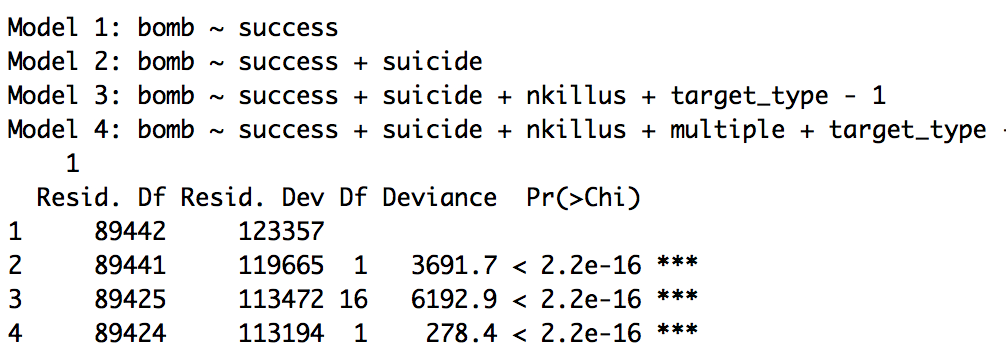 Model 1: bomb ~ success
Model 2: bomb ~ success + suicide
Model 3: bomb ~ success + suicide + nkillus + target_type - 1
Model 4: bomb ~ success + suicide + nkillus + multiple + target_type -
    1
  Resid. Df Resid. Dev Df Deviance  Pr(>Chi)
1     89442     123357
2     89441     119665  1   3691.7 < 2.2e-16 ***
3     89425     113472 16   6192.9 < 2.2e-16 ***
4     89424     113194  1    278.4 < 2.2e-16 ***